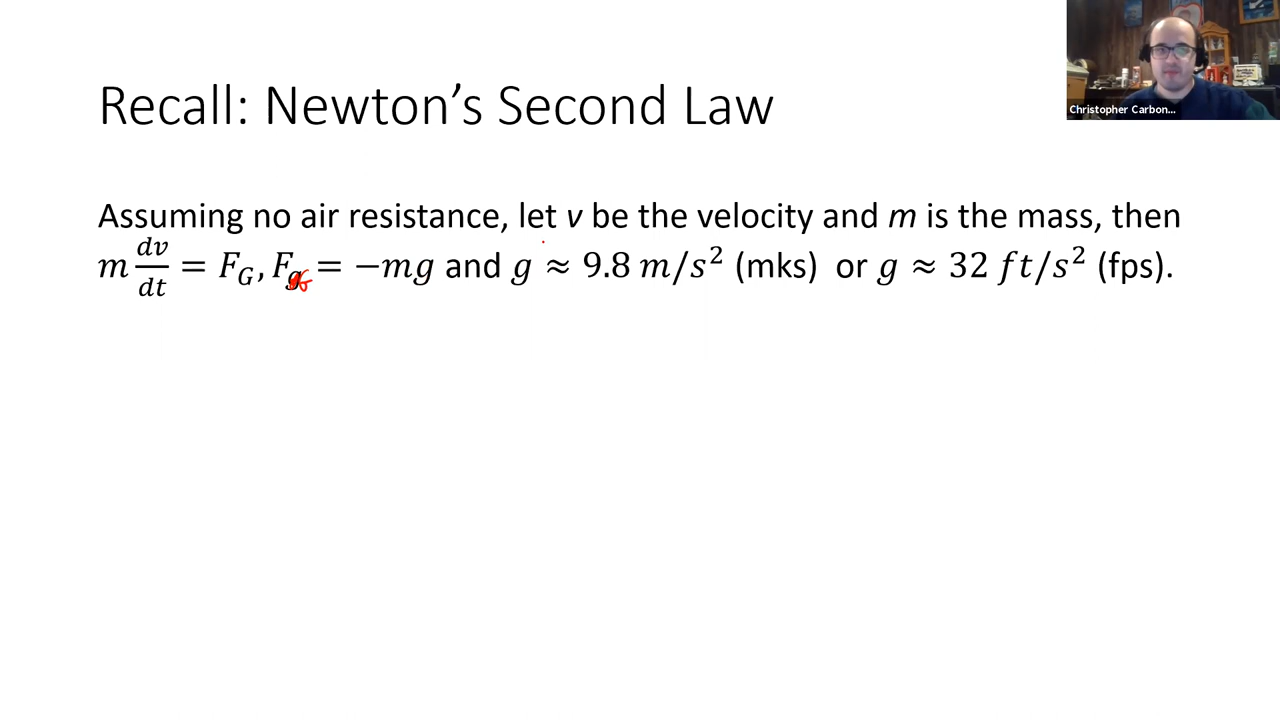 Recall: Newton's Second Law
Christopher Carbon...
Assuming no air resistance, let v be the velocity and m is the mass, then
m dv/dt = F_G, F_g = −mg and g ≈ 9.8 m/s² (mks) or g ≈ 32 ft/s² (fps).